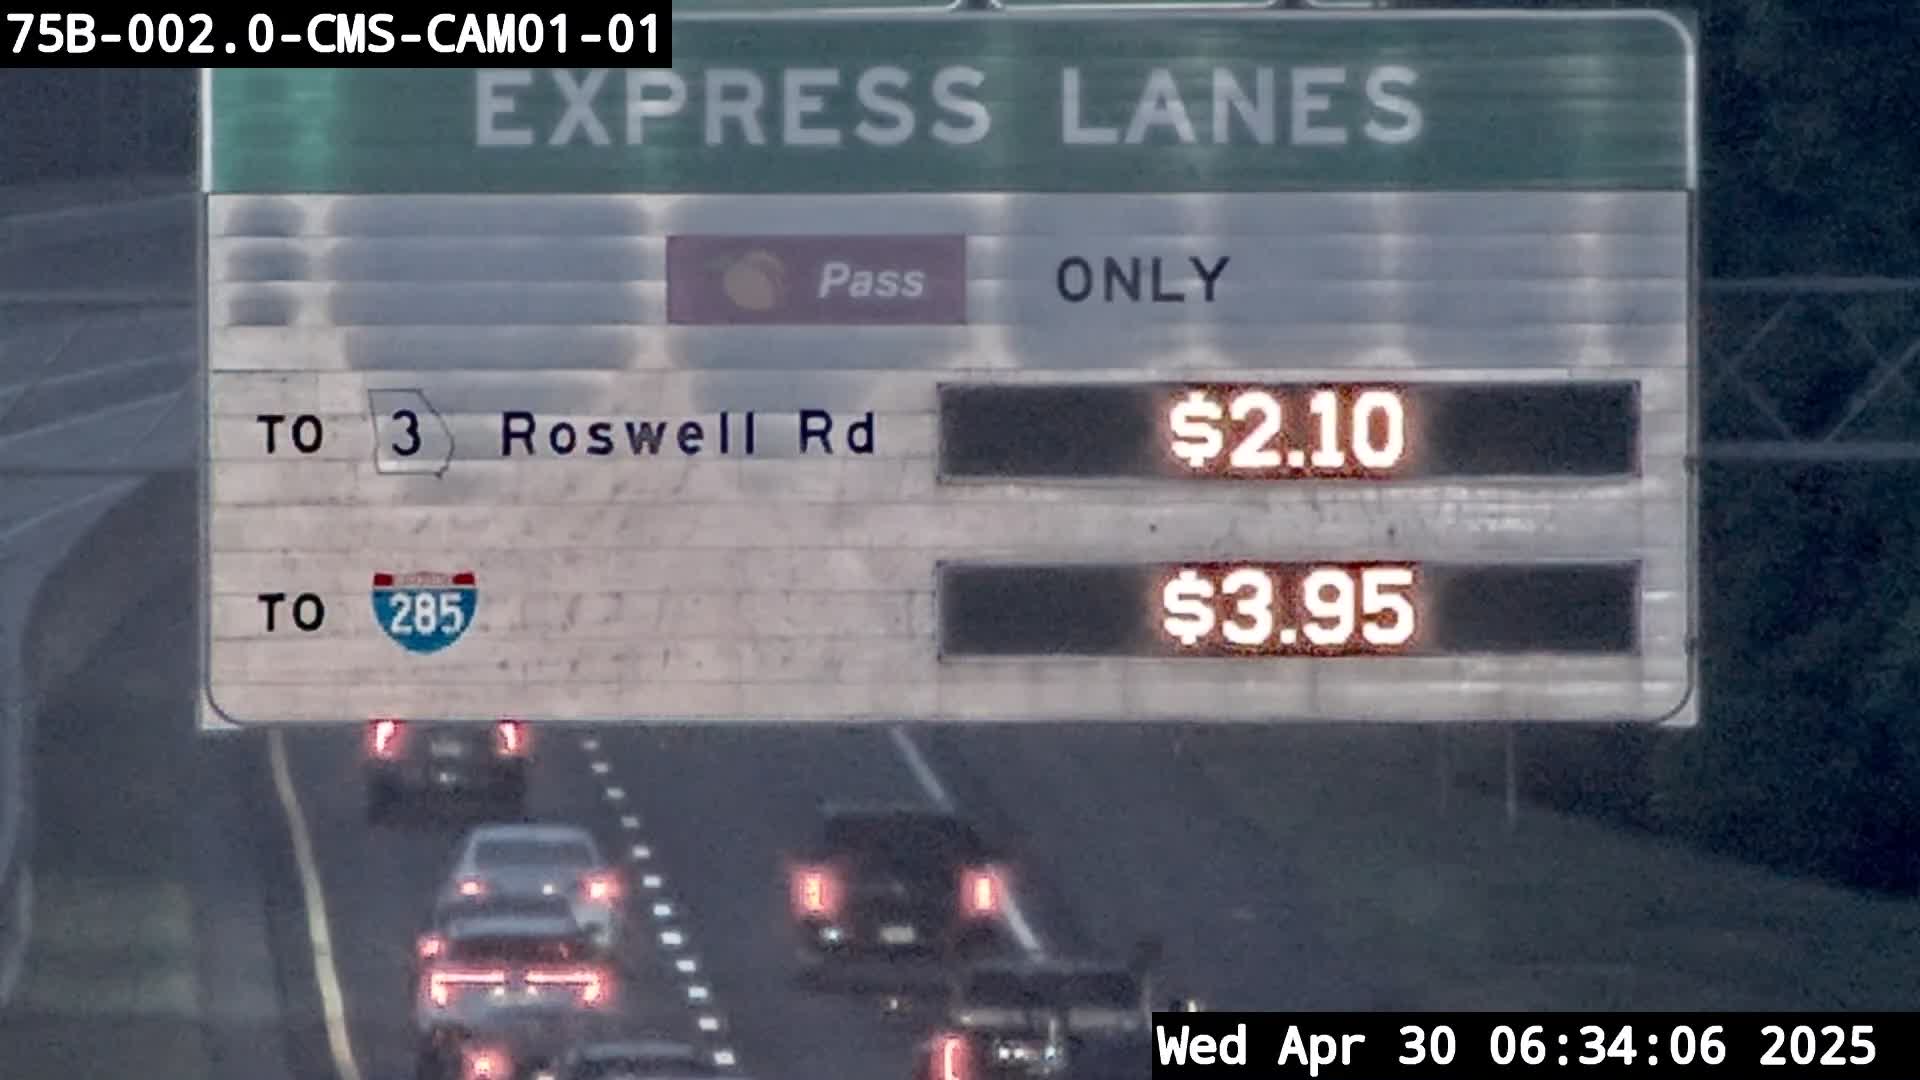 75B-002.0-CMS-CAM01-01
EXPRESS LANES
Pass ONLY
TO 3 Roswell Rd $2.10
TO 285 $3.95
Wed Apr 30 06:34:06 2025